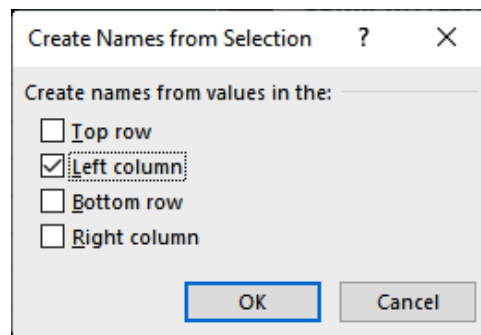 Create Names from Selection ?
Create names from values in the:
Top row
Left column
Bottom row
Right column
OK Cancel